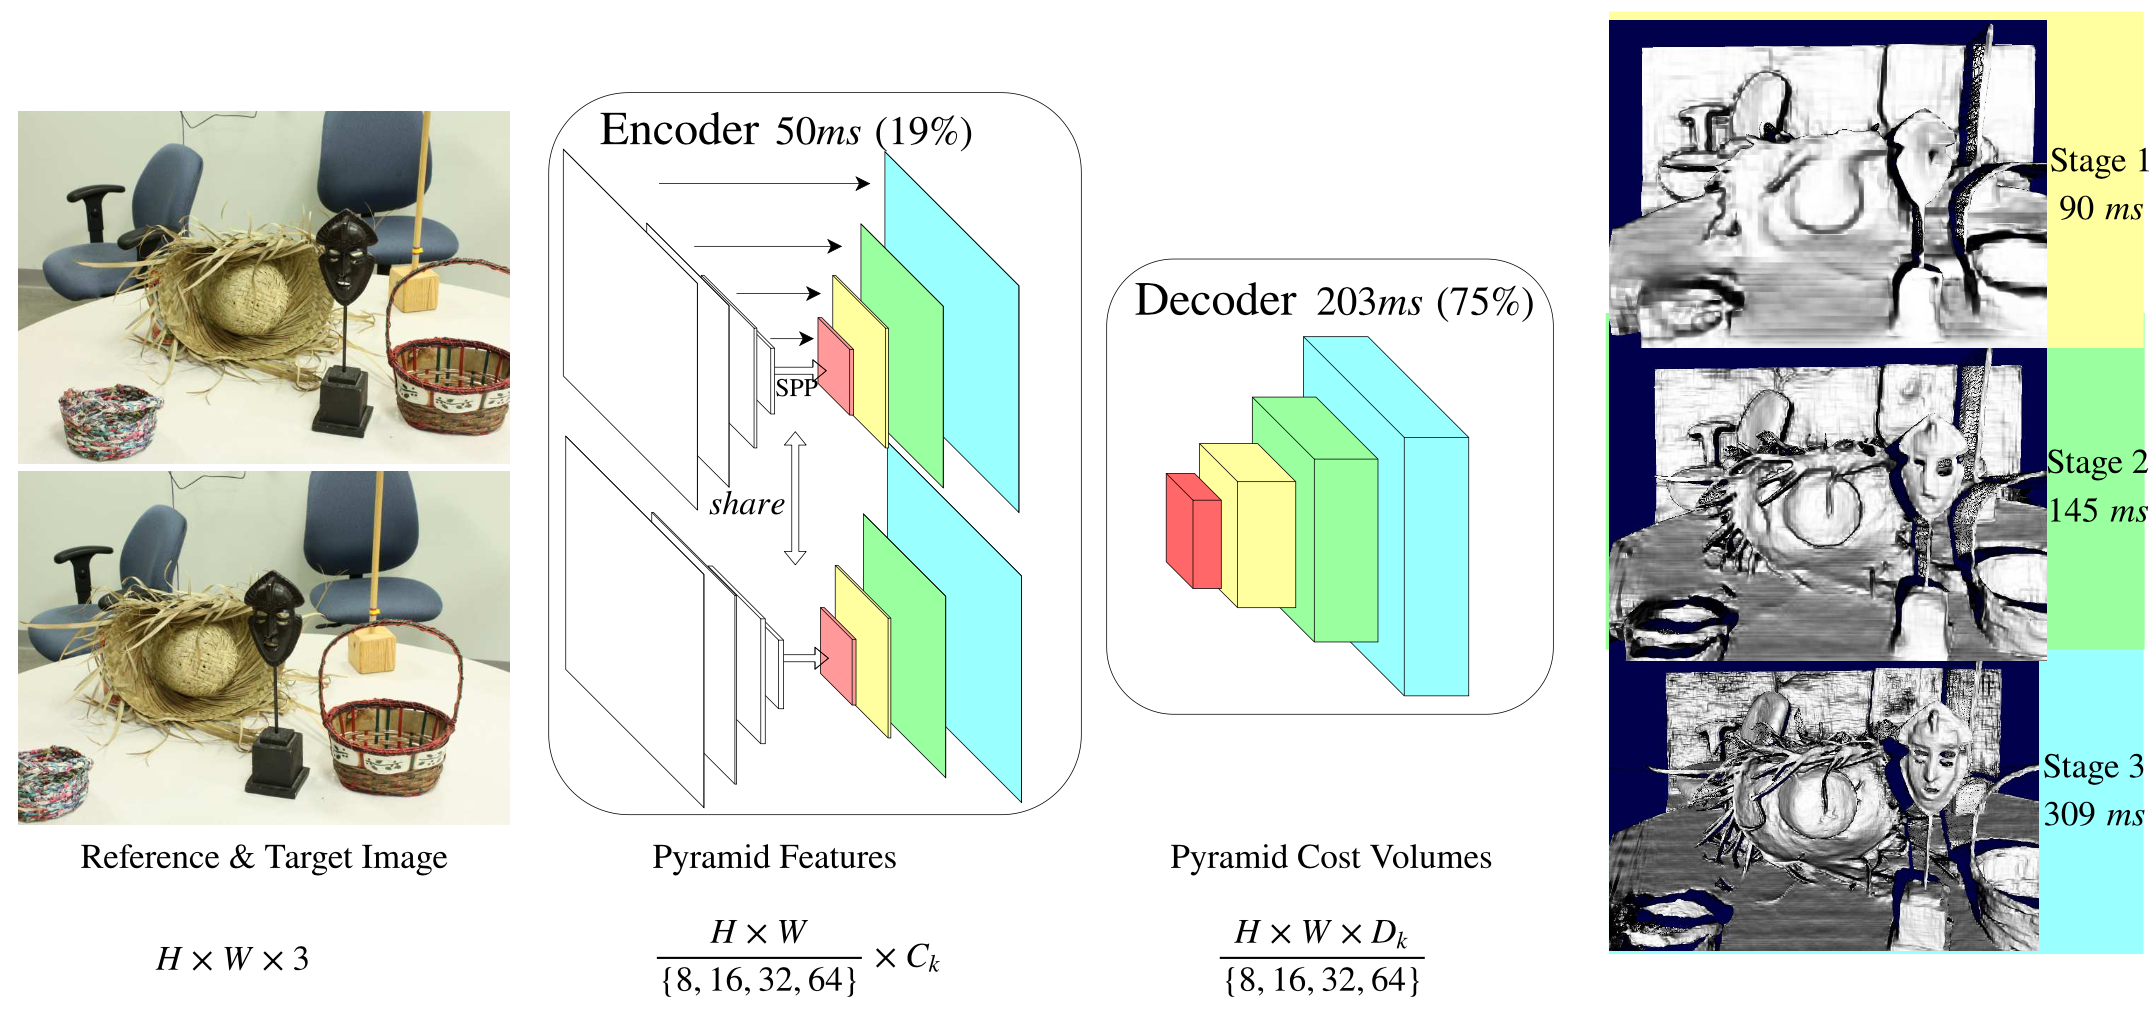 Encoder 50ms (19%)
SPP
share
Decoder 203ms (75%)
Stage 1
90 ms
Stage 2
145 ms
Stage 3
309 ms
Reference & Target Image
Pyramid Features
Pyramid Cost Volumes
H × W × 3
H × W
{8, 16, 32, 64}
× C_k
H × W × D_k
{8, 16, 32, 64}